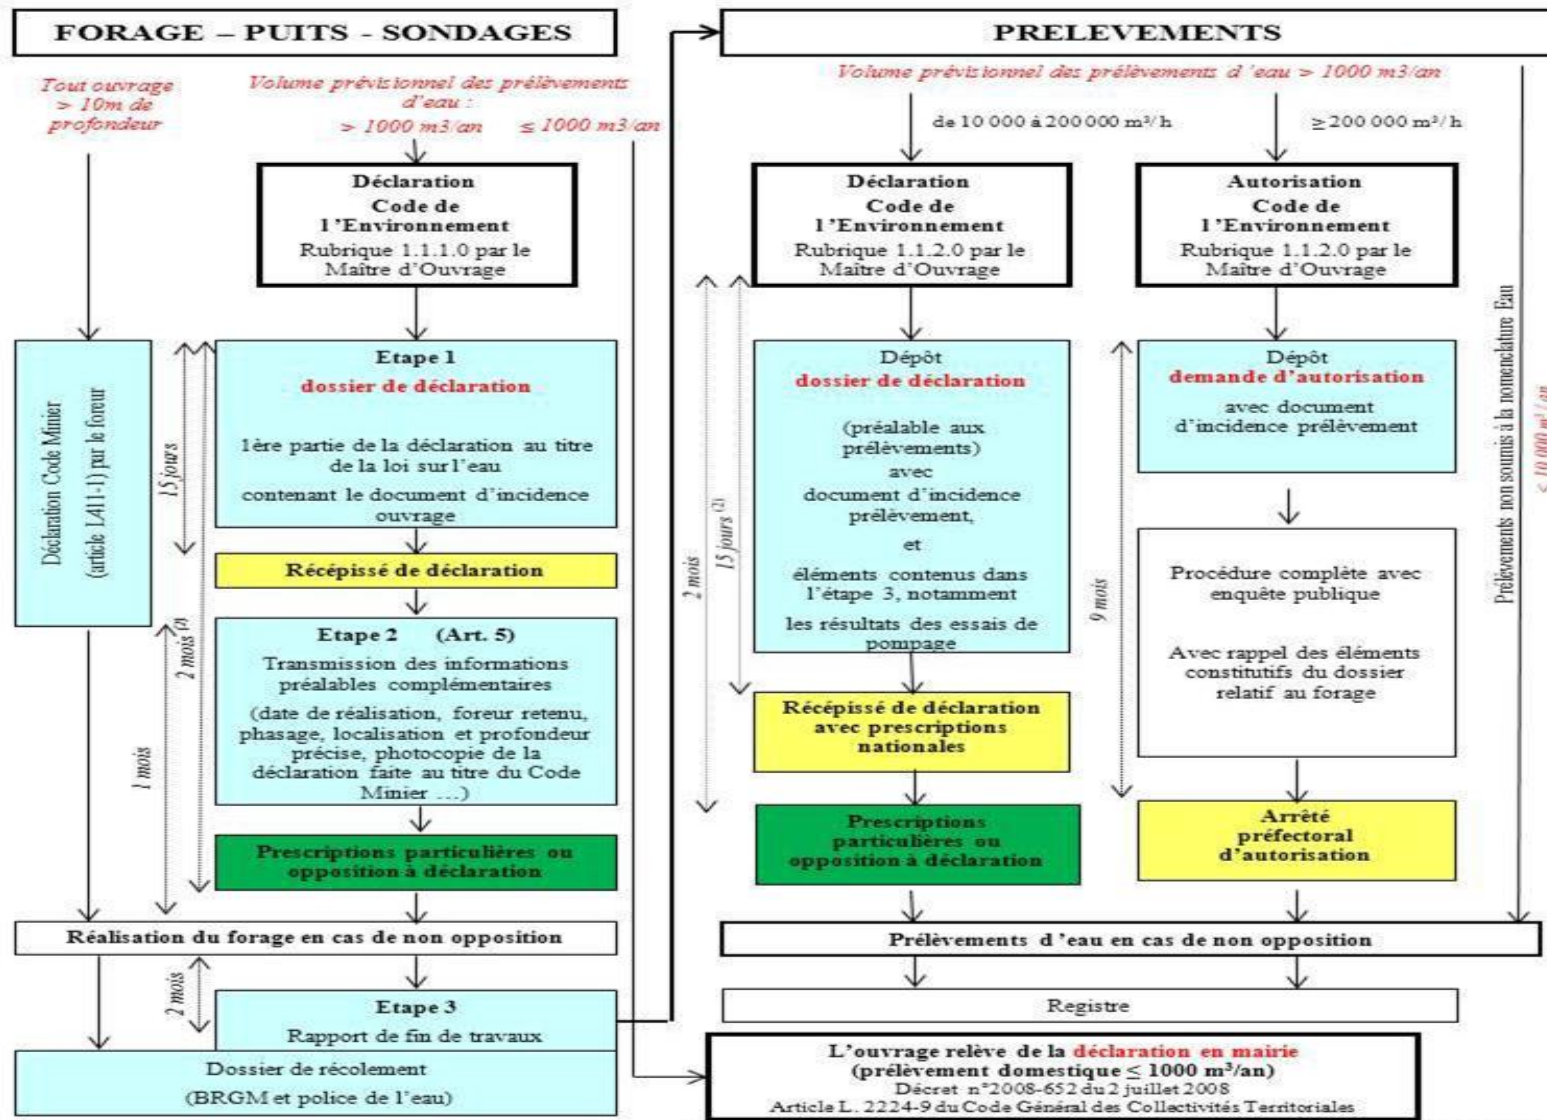 FORAGE – PUITS - SONDAGES
Tout ouvrage
> 10m de
profondeur
Volume prévisionnel des prélèvements
d'eau :
> 1000 m3/an
≤ 1000 m3/an
Déclaration
Code de
l 'Environnement
Rubrique 1.1.1.0 par le
Maître d'Ouvrage
Déclaration Code Minier
(article L411-1) par le foreur
15 jours
2 mois (2)
1 mois
Etape 1
dossier de déclaration
1ère partie de la déclaration au titre
de la loi sur l'eau
contenant le document d'incidence
ouvrage
Récépissé de déclaration
Etape 2 (Art. 5)
Transmission des informations
préalables complémentaires
(date de réalisation, foreur retenu,
phasage, localisation et profondeur
précise, photocopie de la
déclaration faite au titre du Code
Minier ...)
Prescriptions particulières ou
opposition à déclaration
Réalisation du forage en cas de non opposition
2 mois
Etape 3
Rapport de fin de travaux
Dossier de récolement
(BRGM et police de l'eau)
PRELEVEMENTS
Volume prévisionnel des prélèvements d 'eau > 1000 m3/an
de 10 000 à 200 000 m³/h
≥ 200 000 m³/h
Déclaration
Code de
l 'Environnement
Rubrique 1.1.2.0 par le
Maître d'Ouvrage
Autorisation
Code de
l 'Environnement
Rubrique 1.1.2.0 par le
Maître d'Ouvrage
2 mois
15 jours (2)
Dépôt
dossier de déclaration
(préalable aux
prélèvements)
avec
document d'incidence
prélèvement,
et
éléments contenus dans
l'étape 3, notamment
les résultats des essais de
pompage
Récépissé de déclaration
avec prescriptions
nationales
Prescriptions
particulières ou
opposition à déclaration
9 mois
Dépôt
demande d'autorisation
avec document
d'incidence prélèvement
Procédure complète avec
enquête publique
Avec rappel des éléments
constitutifs du dossier
relatif au forage
Arrêté
préfectoral
d'autorisation
Prélèvements non soumis à la nomenclature Eau
< 10 000 m³/an
Prélèvements d 'eau en cas de non opposition
Registre
L'ouvrage relève de la déclaration en mairie
(prélèvement domestique ≤ 1000 m³/an)
Décret n°2008-652 du 2 juillet 2008
Article L. 2224-9 du Code Général des Collectivités Territoriales